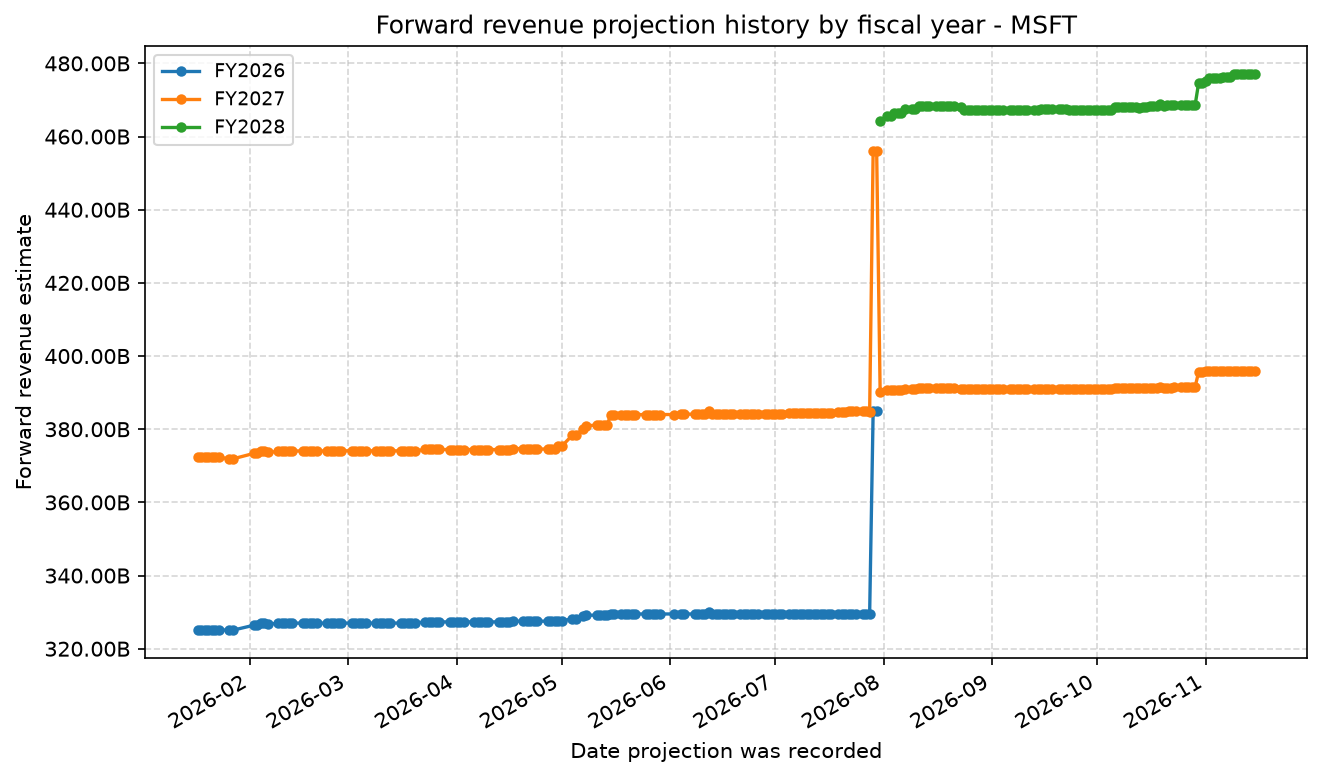 Forward revenue projection history by fiscal year - MSFT
FY2026
FY2027
FY2028
Forward revenue estimate
480.00B
460.00B
440.00B
420.00B
400.00B
380.00B
360.00B
340.00B
320.00B
2026-02
2026-03
2026-04
2026-05
2026-06
2026-07
2026-08
2026-09
2026-10
2026-11
Date projection was recorded